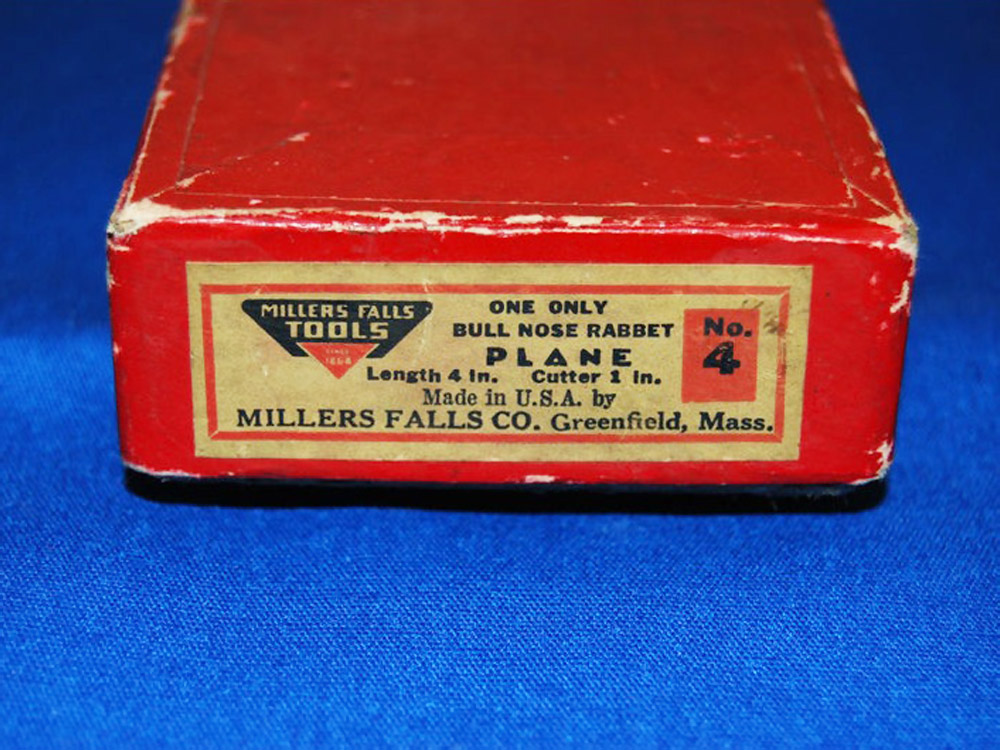 MILLERS FALLS
TOOLS
SINCE
1868
ONE ONLY
BULL NOSE RABBET
PLANE
Length 4 in. Cutter 1 in.
No.
4
Made in U.S.A. by
MILLERS FALLS CO. Greenfield, Mass.